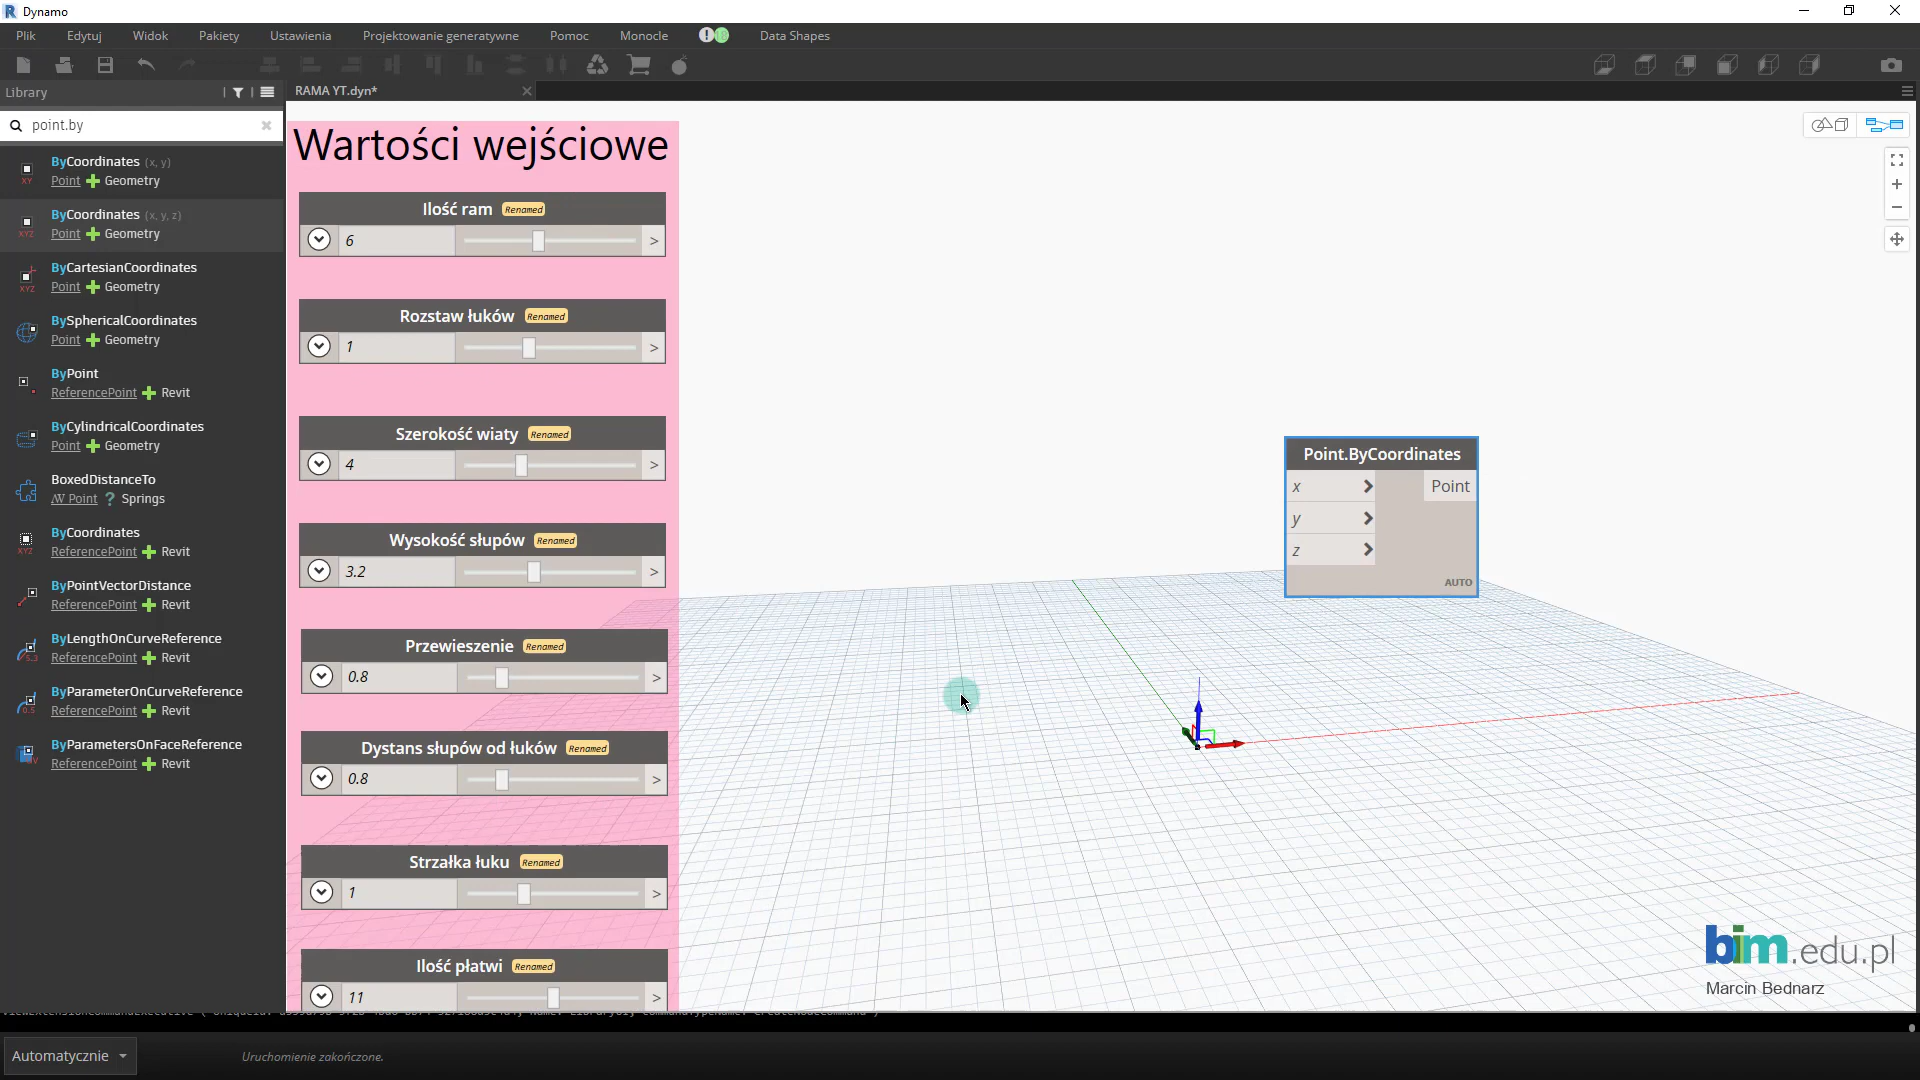 Dynamo
Plik Edytuj Widok Pakiety Ustawienia Projektowanie generatywne Pomoc Monocle Data Shapes
Library
RAMA YT.dyn*
point.by
ByCoordinates (x, y)
Point Geometry
ByCoordinates (x, y, z)
Point Geometry
ByCartesianCoordinates
Point Geometry
BySphericalCoordinates
Point Geometry
ByPoint
ReferencePoint Revit
ByCylindricalCoordinates
Point Geometry
BoxedDistanceTo
Point ? Springs
ByCoordinates
ReferencePoint Revit
ByPointVectorDistance
ReferencePoint Revit
ByLengthOnCurveReference
ReferencePoint Revit
ByParameterOnCurveReference
ReferencePoint Revit
ByParametersOnFaceReference
ReferencePoint Revit
Wartości wejściowe
Ilość ram Renamed
6 >
Rozstaw łuków Renamed
1 >
Szerokość wiaty Renamed
4 >
Wysokość słupów Renamed
3.2 >
Przewieszenie Renamed
0.8 >
Dystans słupów od łuków Renamed
0.8 >
Strzałka łuku Renamed
1 >
Ilość płatwi Renamed
11 >
Point.ByCoordinates
x Point
y
z
AUTO
bim.edu.pl
Marcin Bednarz
Automatycznie
Uruchomienie zakończone.